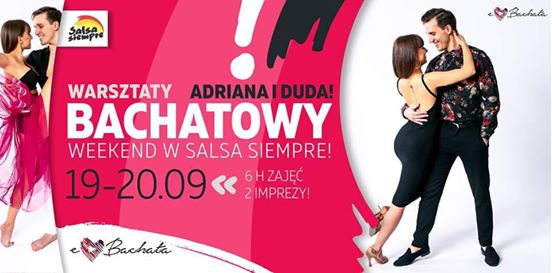 Salsa
siempre
e Bachata
WARSZTATY ADRIANA I DUDA!
BACHATOWY
WEEKEND W SALSA SIEMPRE!
19-20.09 « 6 H ZAJĘĆ
2 IMPREZY!
e Bachata